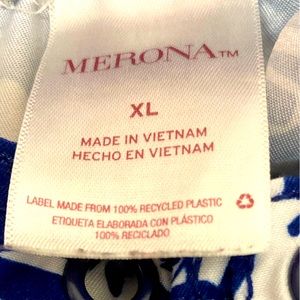 MERONA™
XL
MADE IN VIETNAM
HECHO EN VIETNAM
LABEL MADE FROM 100% RECYCLED PLASTIC
ETIQUETA ELABORADA CON PLÁSTICO
100% RECICLADO